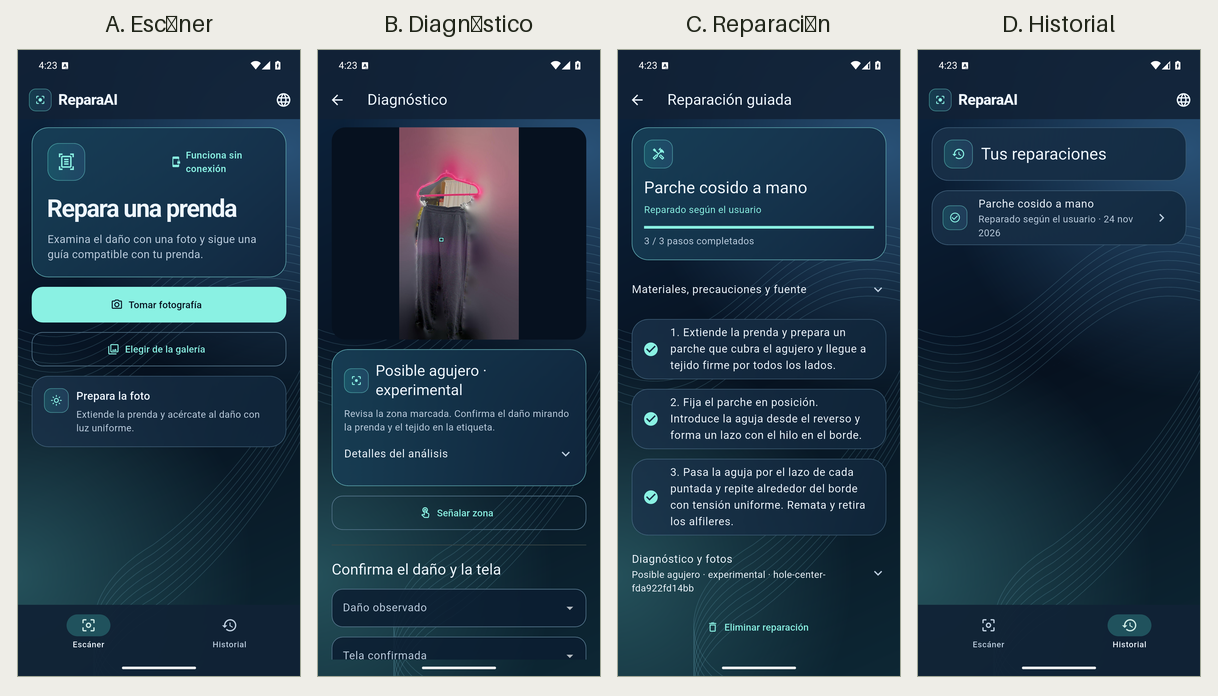 A. Esc▯ner
4:23
ReparaAI
Funciona sin
conexión
Repara una prenda
Examina el daño con una foto y sigue una
guía compatible con tu prenda.
Tomar fotografía
Elegir de la galería
Prepara la foto
Extiende la prenda y acércate al daño con
luz uniforme.
Escáner
Historial
B. Diagn▯stico
4:23
Diagnóstico
Posible agujero ·
experimental
Revisa la zona marcada. Confirma el daño mirando
la prenda y el tejido en la etiqueta.
Detalles del análisis
Señalar zona
Confirma el daño y la tela
Daño observado
Tela confirmada
C. Reparaci▯n
4:23
Reparación guiada
Parche cosido a mano
Reparado según el usuario
3 / 3 pasos completados
Materiales, precauciones y fuente
1. Extiende la prenda y prepara un
parche que cubra el agujero y llegue a
tejido firme por todos los lados.
2. Fija el parche en posición.
Introduce la aguja desde el reverso y
forma un lazo con el hilo en el borde.
3. Pasa la aguja por el lazo de cada
puntada y repite alrededor del borde
con tensión uniforme. Remata y retira
los alfileres.
Diagnóstico y fotos
Posible agujero · experimental · hole-center-
fda922fd14bb
Eliminar reparación
D. Historial
4:23
ReparaAI
Tus reparaciones
Parche cosido a mano
Reparado según el usuario · 24 nov
2026
Escáner
Historial